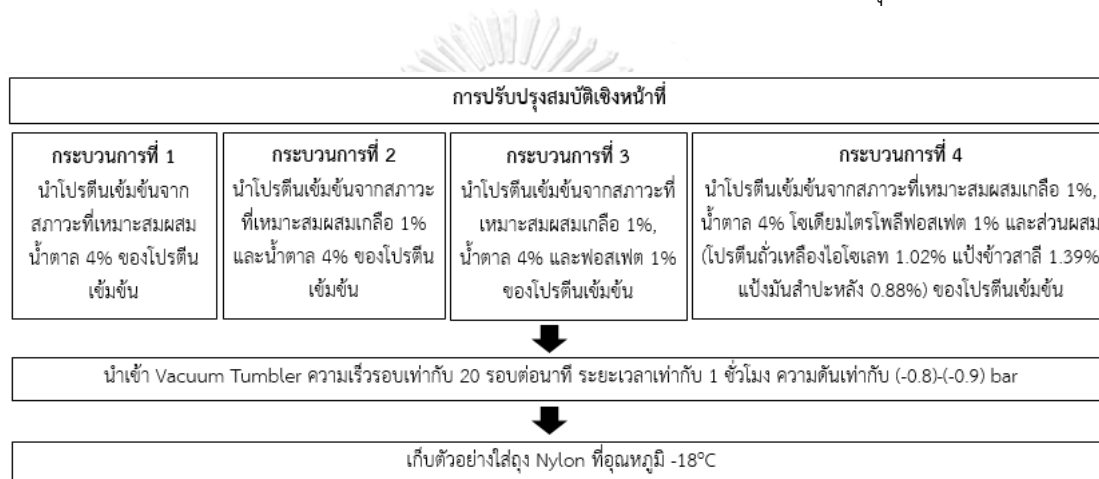 การปรับปรุงสมบัติเชิงหน้าที่
กระบวนการที่ 1
นำโปรตีนเข้มข้นจาก
สภาวะที่เหมาะสมผสม
น้ำตาล 4% ของโปรตีน
เข้มข้น
กระบวนการที่ 2
นำโปรตีนเข้มข้นจากสภาวะ
ที่เหมาะสมผสมเกลือ 1%
และน้ำตาล 4% ของโปรตีน
เข้มข้น
กระบวนการที่ 3
นำโปรตีนเข้มข้นจากสภาวะที่
เหมาะสมผสมเกลือ 1%,
น้ำตาล 4% และฟอสเฟต 1%
ของโปรตีนเข้มข้น
กระบวนการที่ 4
นำโปรตีนเข้มข้นจากสภาวะที่เหมาะสมผสมเกลือ 1%,
น้ำตาล 4% โซเดียมไตรโพลีฟอสเฟต 1% และส่วนผสม
(โปรตีนถั่วเหลืองไอโซเลท 1.02% แป้งข้าวสาลี 1.39%
แป้งมันสำปะหลัง 0.88%) ของโปรตีนเข้มข้น
นำเข้า Vacuum Tumbler ความเร็วรอบเท่ากับ 20 รอบต่อนาที ระยะเวลาเท่ากับ 1 ชั่วโมง ความดันเท่ากับ (-0.8)-(-0.9) bar
เก็บตัวอย่างใส่ถุง Nylon ที่อุณหภูมิ -18°C